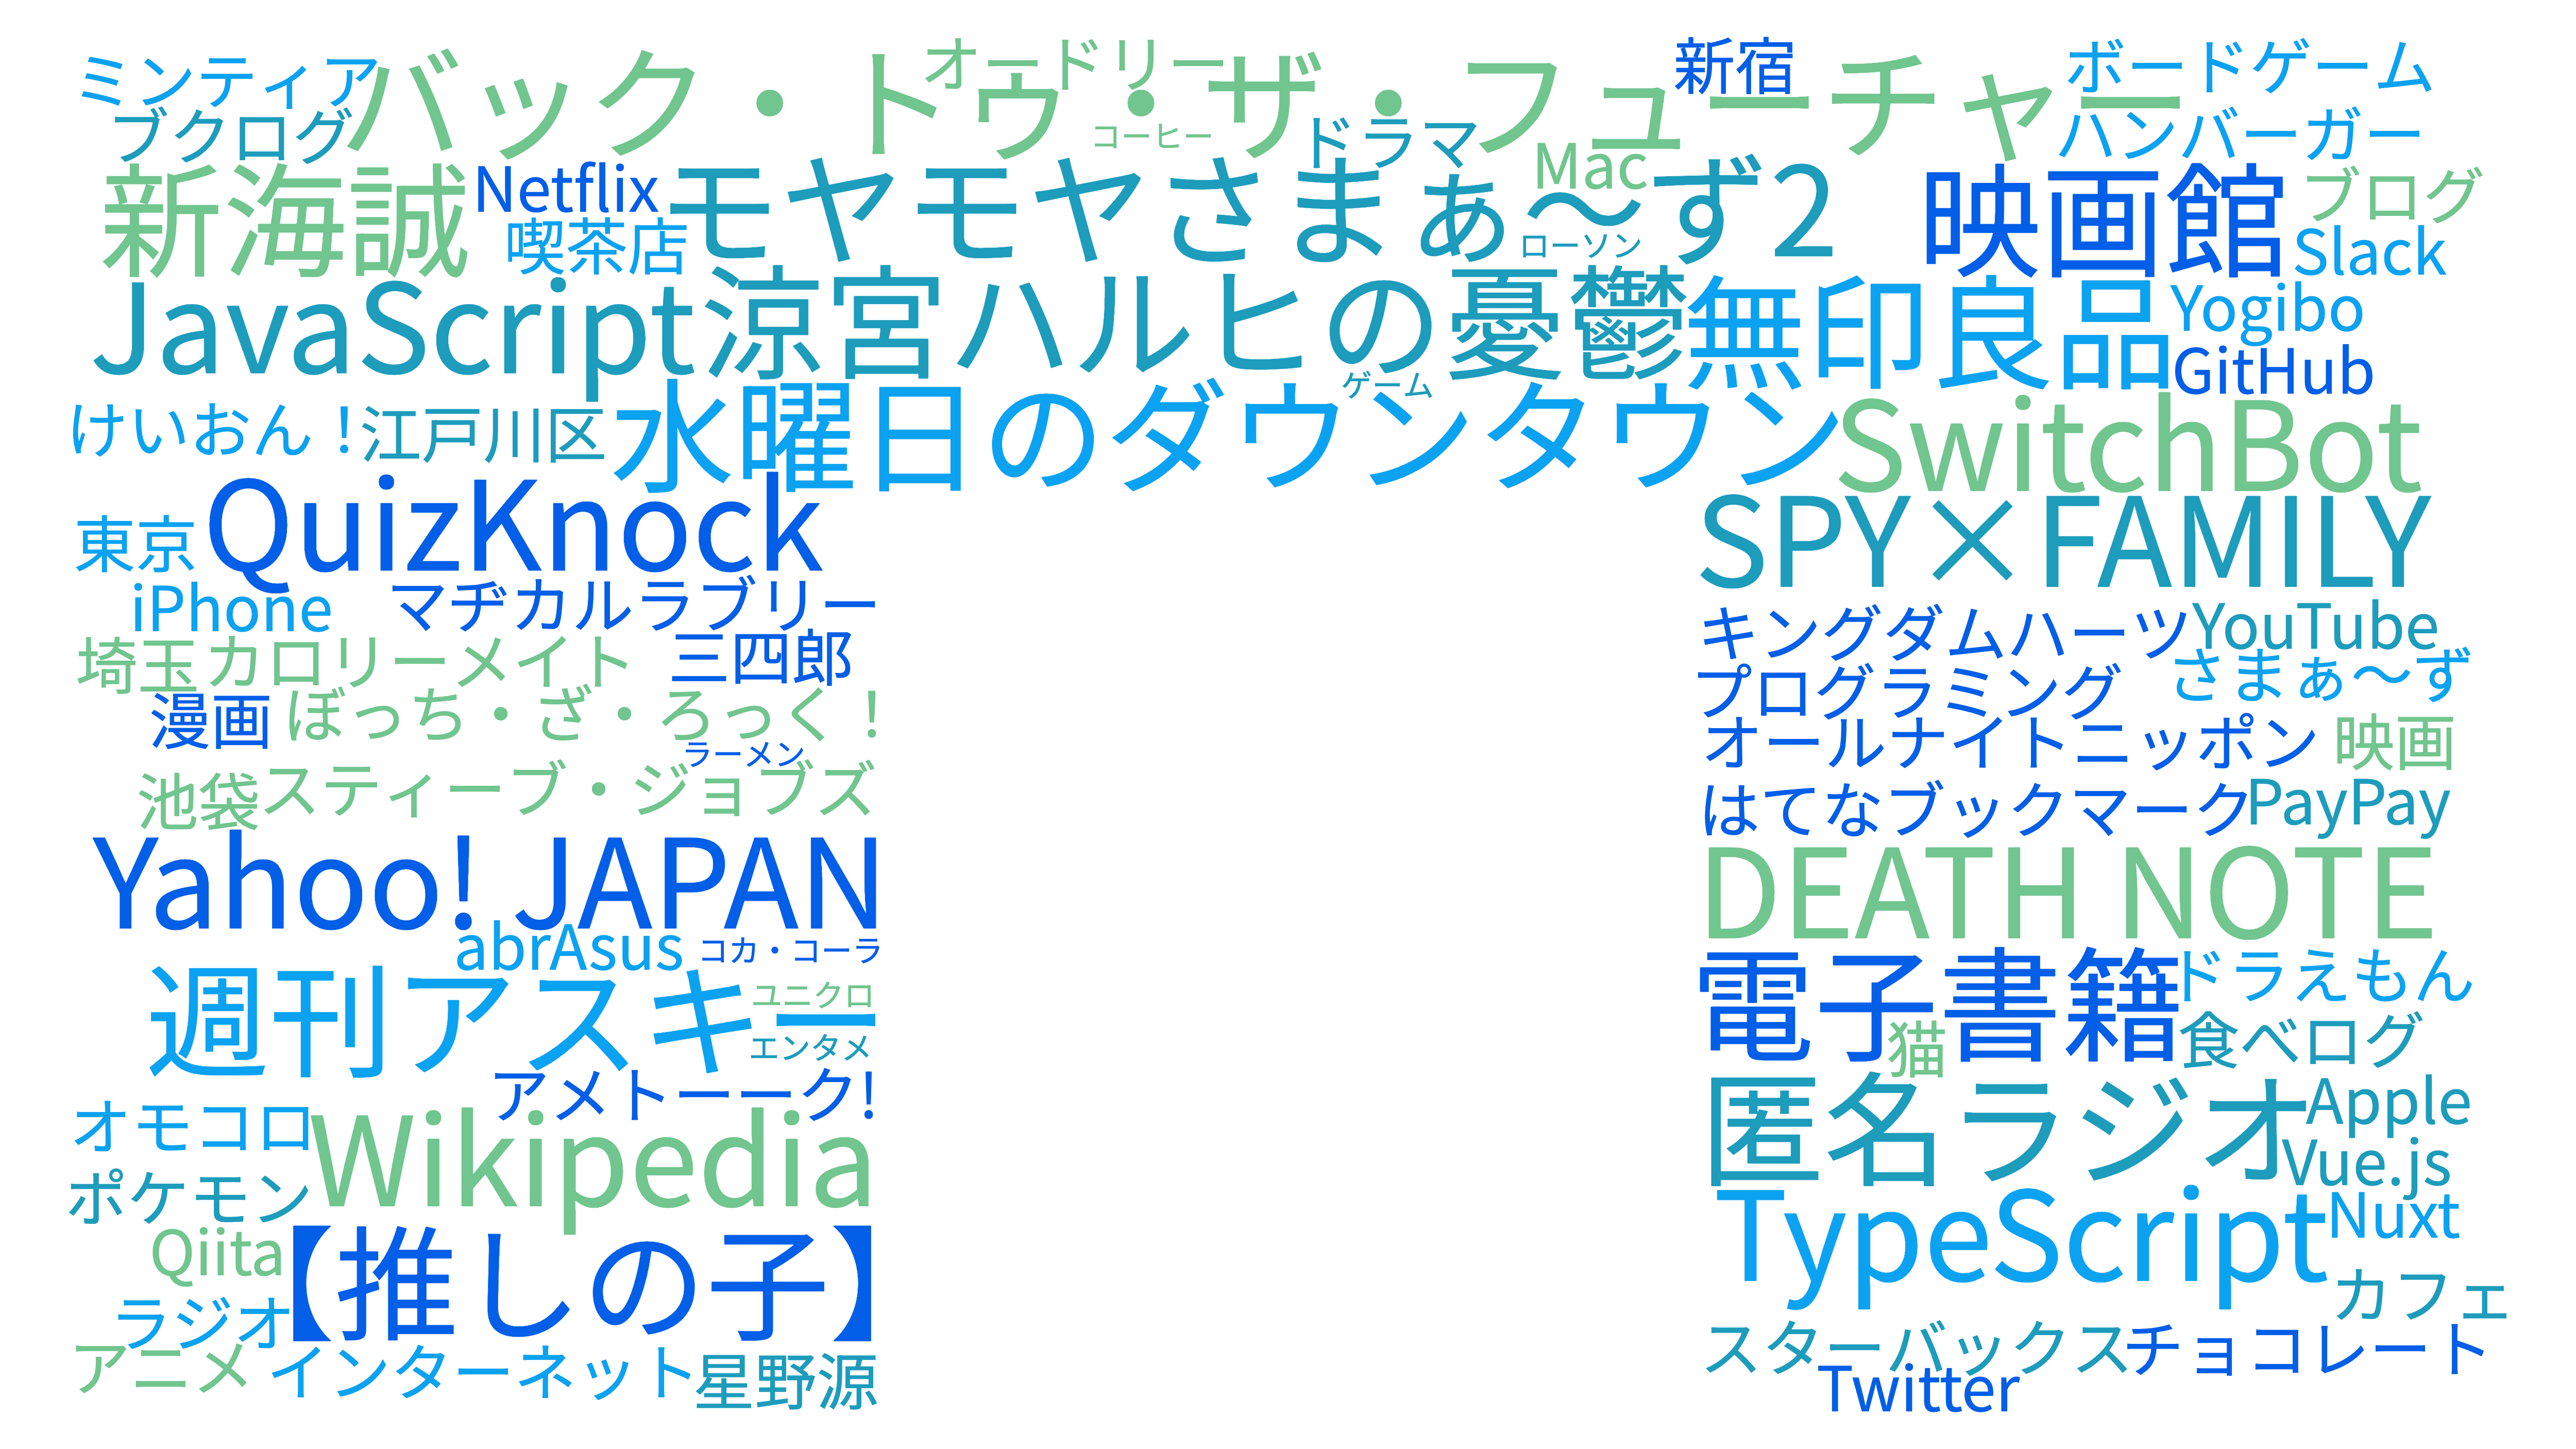 ミンティア
バック・トゥ・ザ・フューチャー
オードリー
新宿
ボードゲーム
ブクログ
コーヒー
ドラマ
ハンバーガー
新海誠
Netflix
喫茶店
モヤモヤさまぁ〜ず2
Mac
ローソン
映画館
ブログ
Slack
JavaScript
涼宮ハルヒの憂鬱
無印良品
Yogibo
GitHub
けいおん！
江戸川区
水曜日のダウンタウン
ゲーム
SwitchBot
東京
QuizKnock
SPY×FAMILY
iPhone
マヂカルラブリー
埼玉
カロリーメイト
三四郎
漫画
ぼっち・ざ・ろっく！
ラーメン
池袋
スティーブ・ジョブズ
キングダムハーツ
YouTube
プログラミング
さまぁ〜ず
オールナイトニッポン
映画
はてなブックマーク
PayPay
Yahoo! JAPAN
DEATH NOTE
abrAsus
コカ・コーラ
週刊アスキー
ユニクロ
エンタメ
電子書籍
ドラえもん
猫
食べログ
アメトーーク!
オモコロ
Wikipedia
ポケモン
匿名ラジオ
Apple
Vue.js
Qiita
【推しの子】
TypeScript
Nuxt
ラジオ
カフェ
アニメ
インターネット
星野源
スターバックス
チョコレート
Twitter